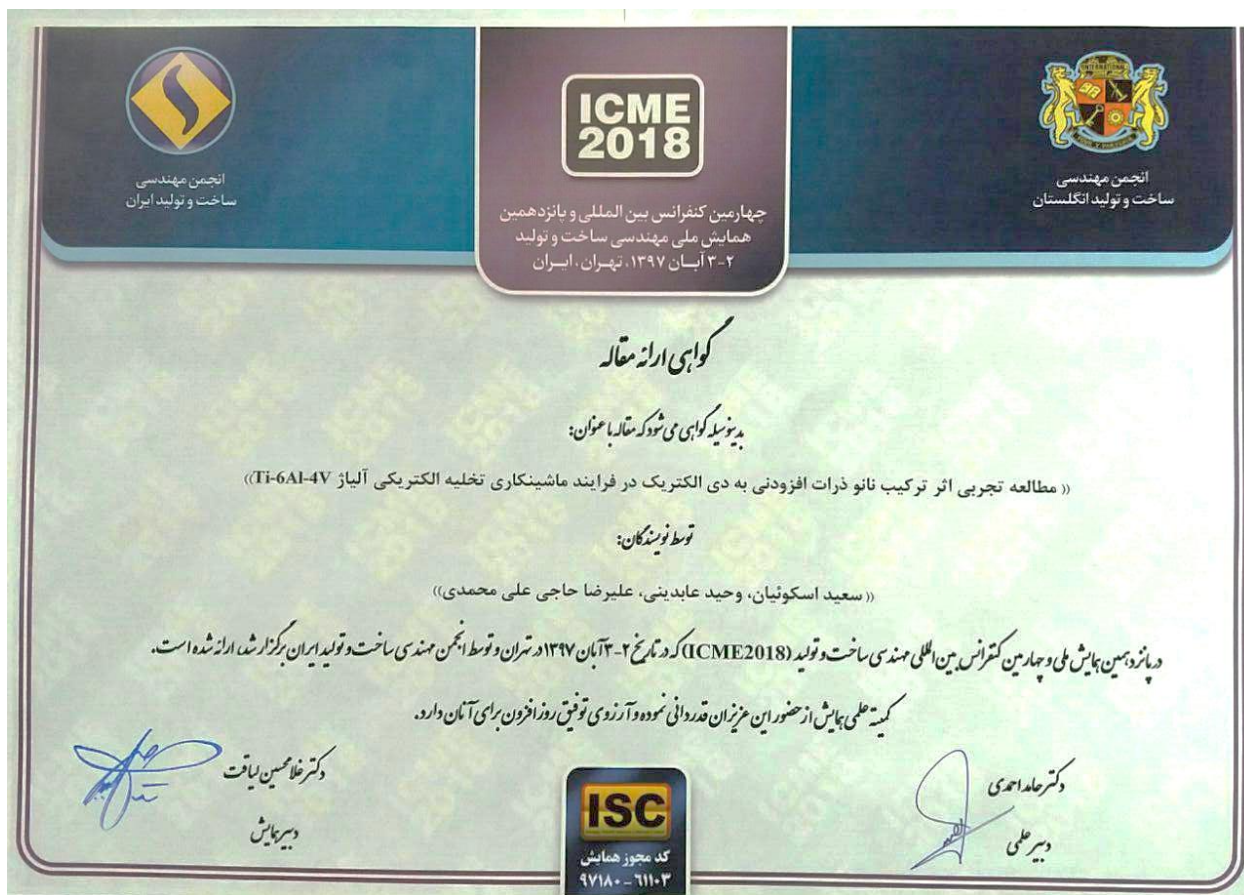 انجمن مهندسی
ساخت و تولید انگلستان
ICME
2018
چهارمین کنفرانس بین المللی و پانزدهمین
همایش ملی مهندسی ساخت و تولید
۲-۳ آبــان ۱۳۹۷، تهـران، ایـران
انجمن مهندسی
ساخت و تولید ایران
گواهی ارائه مقاله
بدینوسیله گواهی می شود که مقاله با عنوان:
(( مطالعه تجربی اثر ترکیب نانو ذرات افزودنی به دی الکتریک در فرایند ماشینکاری تخلیه الکتریکی آلیاژ Ti-6Al-4V))
توسط نویسندگان:
(( سعید اسکوئیان، وحید عابدینی، علیرضا حاجی علی محمدی))
در پانزدهمین همایش ملی و چهارمین کنفرانس بین المللی مهندسی ساخت و تولید (ICME2018) که در تاریخ ۲-۳ آبان ۱۳۹۷ در تهران و توسط انجمن مهندسی ساخت و تولید ایران برگزار شد، ارائه شده است.
کمیته علمی همایش از حضور این عزیزان قدردانی نموده و آرزوی توفیق روز افزون برای آنان دارد.
دکتر حامد احمدی
دبیر علمی
دکتر غلامحسین لیاقت
دبیر همایش
ISC
کد مجوز همایش
۹۷۱۸۰ - ۶۱۱۰۳